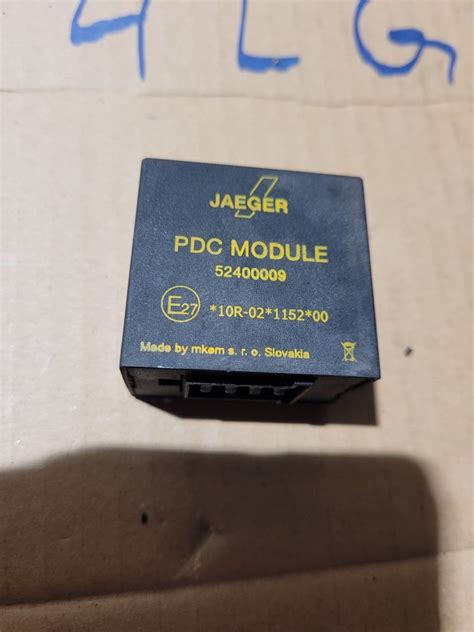 4LG
JAEGER
PDC MODULE
52400009
E27 *10R-02*1152*00
Made by mkem s. r. o. Slovakia